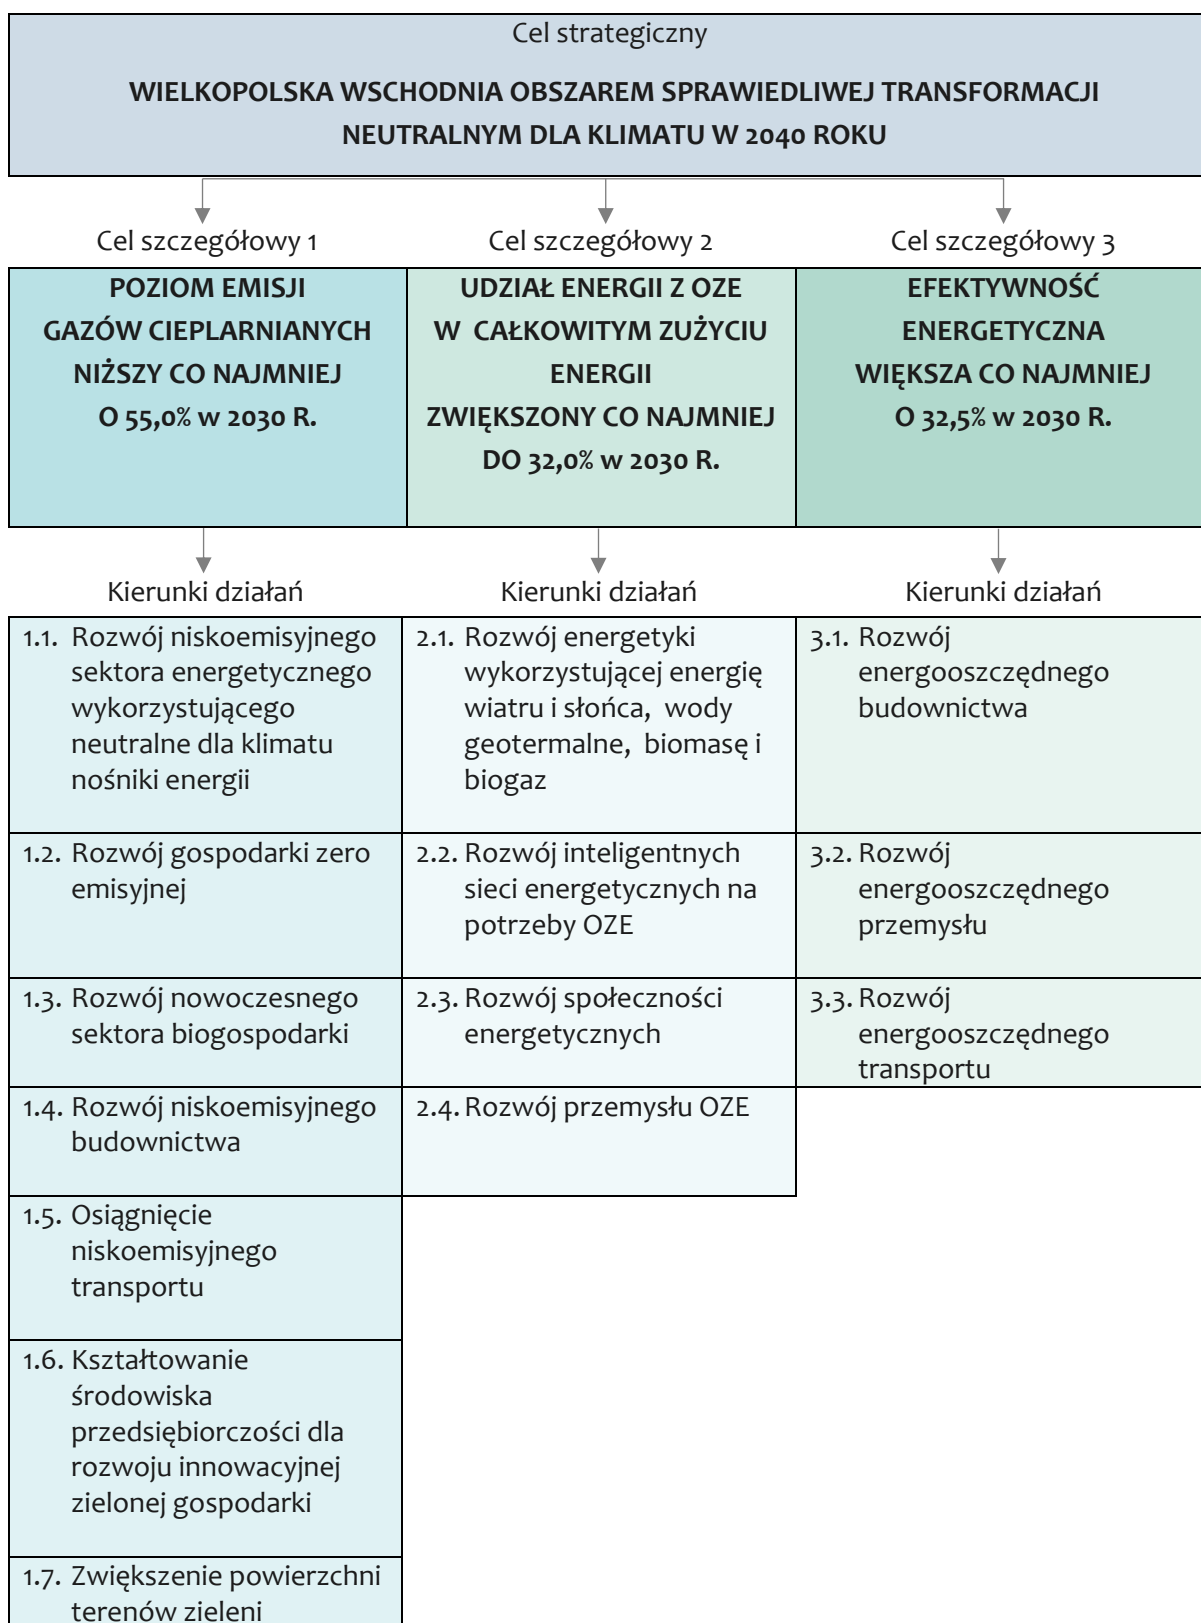 Cel strategiczny
WIELKOPOLSKA WSCHODNIA OBSZAREM SPRAWIEDLIWEJ TRANSFORMACJI
NEUTRALNYM DLA KLIMATU W 2040 ROKU
Cel szczegółowy 1
Cel szczegółowy 2
Cel szczegółowy 3
POZIOM EMISJI
GAZÓW CIEPLARNIANYCH
NIŻSZY CO NAJMNIEJ
O 55,0% w 2030 R.
UDZIAŁ ENERGII Z OZE
W CAŁKOWITYM ZUŻYCIU
ENERGII
ZWIĘKSZONY CO NAJMNIEJ
DO 32,0% w 2030 R.
EFEKTYWNOŚĆ
ENERGETYCZNA
WIĘKSZA CO NAJMNIEJ
O 32,5% w 2030 R.
Kierunki działań
Kierunki działań
Kierunki działań
1.1. Rozwój niskoemisyjnego
sektora energetycznego
wykorzystującego
neutralne dla klimatu
nośniki energii
2.1. Rozwój energetyki
wykorzystującej energię
wiatru i słońca, wody
geotermalne, biomasę i
biogaz
3.1. Rozwój
energooszczędnego
budownictwa
1.2. Rozwój gospodarki zero
emisyjnej
2.2. Rozwój inteligentnych
sieci energetycznych na
potrzeby OZE
3.2. Rozwój
energooszczędnego
przemysłu
1.3. Rozwój nowoczesnego
sektora biogospodarki
2.3. Rozwój społeczności
energetycznych
3.3. Rozwój
energooszczędnego
transportu
1.4. Rozwój niskoemisyjnego
budownictwa
2.4. Rozwój przemysłu OZE
1.5. Osiągnięcie
niskoemisyjnego
transportu
1.6. Kształtowanie
środowiska
przedsiębiorczości dla
rozwoju innowacyjnej
zielonej gospodarki
1.7. Zwiększenie powierzchni
terenów zieleni